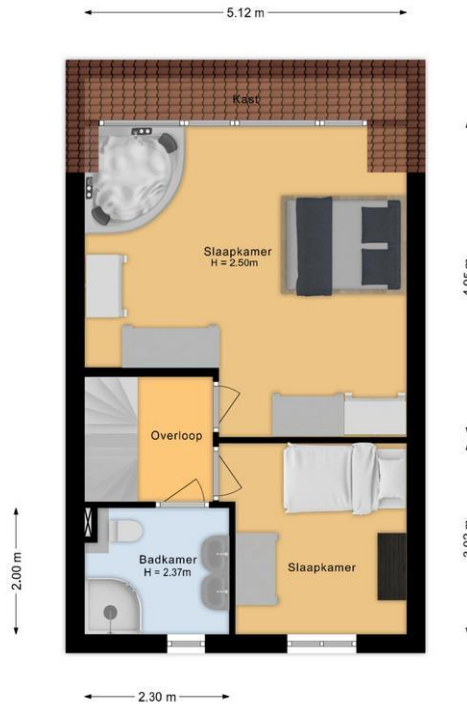 5.12 m
Kast
Slaapkamer
H = 2.50m
Overloop
Badkamer
H = 2.37m
Slaapkamer
2.00 m
2.30 m